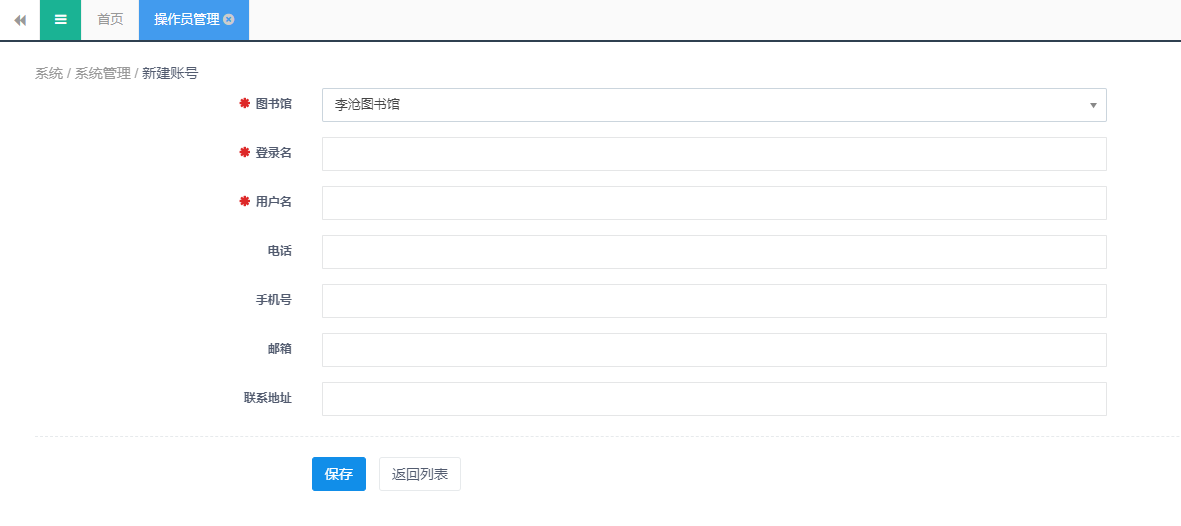 首页 操作员管理
系统 / 系统管理 / 新建账号
图书馆 李沧图书馆
登录名
用户名
电话
手机号
邮箱
联系地址
保存 返回列表